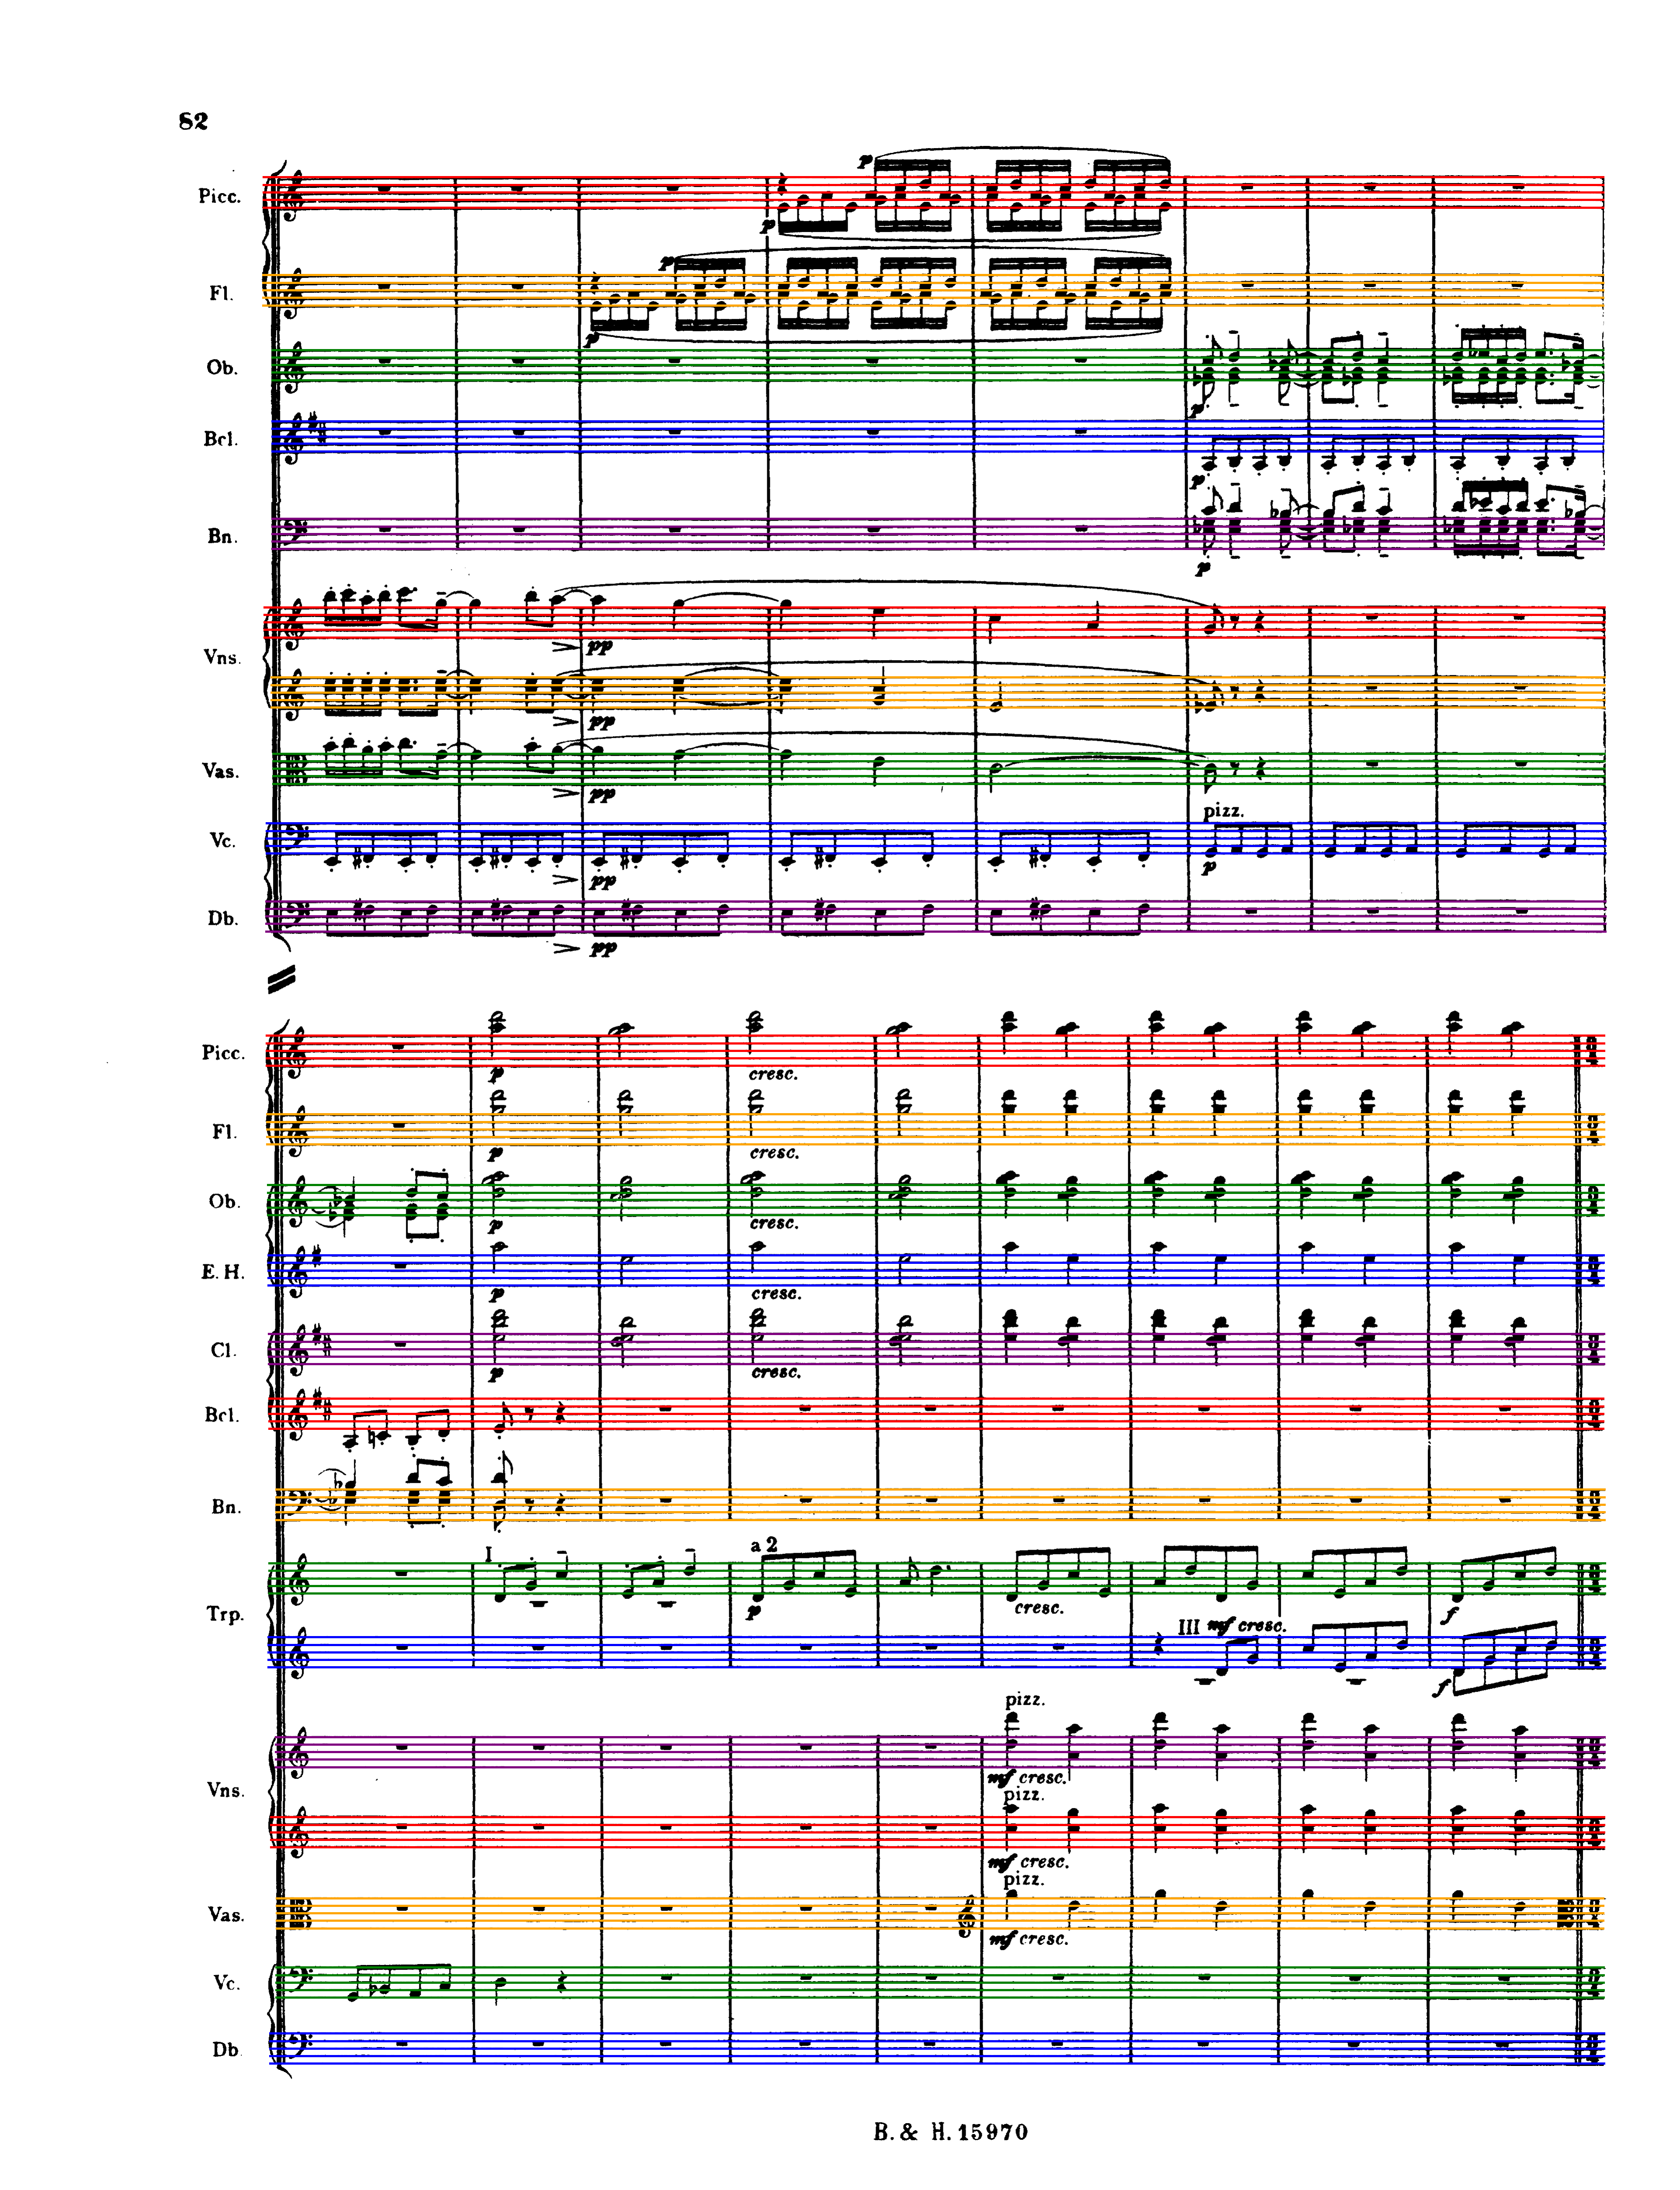 82
Picc.
p
p
Fl.
p
p
Ob.
p
Bcl.
p
Bn.
p
Vns.
pp
pp
Vas.
pp
pizz.
Vc.
pp
p
Db.
pp
Picc.
p
cresc.
Fl.
p
cresc.
Ob.
p
cresc.
E. H.
p
cresc.
Cl.
p
cresc.
Bcl.
Bn.
I
a 2
Trp.
p
cresc.
f
III mf cresc.
f
pizz.
Vns.
mf cresc.
pizz.
mf cresc.
pizz.
Vas.
mf cresc.
Vc.
Db.
B. & H. 15970